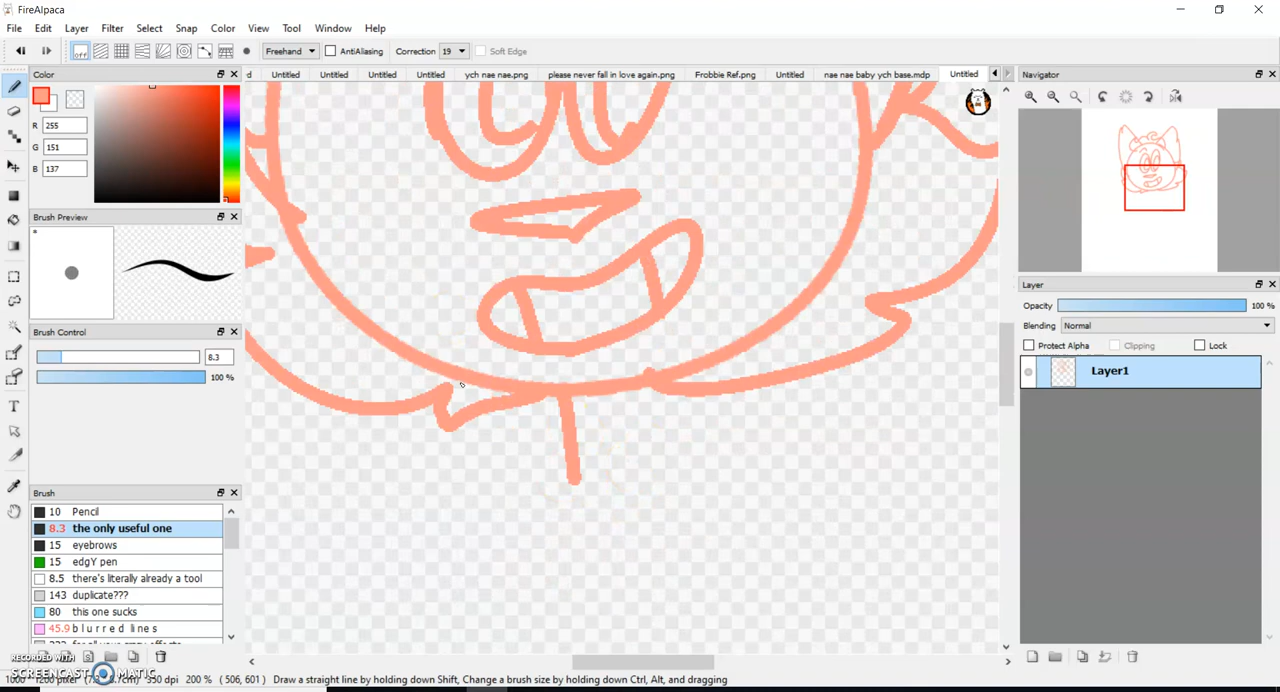 FireAlpaca
File Edit Layer Filter Select Snap Color View Tool Window Help
off Freehand AntiAliasing Correction 19 Soft Edge
Color
d Untitled Untitled Untitled Untitled ych nae nae.png please never fall in love again.png Frobbie Ref.png Untitled nae nae baby ych base.mdp Untitled
Navigator
R 255
G 151
B 137
Brush Preview
Layer
Opacity 100 %
Blending Normal
Protect Alpha Clipping Lock
Layer1
Brush Control
8.3
100 %
Brush
10 Pencil
8.3 the only useful one
15 eyebrows
15 edgY pen
8.5 there's literally already a tool
143 duplicate???
80 this one sucks
45.9 b l u r r e d  l i n e s
RECORDED WITH
SCREENCAST MATIC
350 dpi 200 % ( 506, 601 ) Draw a straight line by holding down Shift, Change a brush size by holding down Ctrl, Alt, and dragging